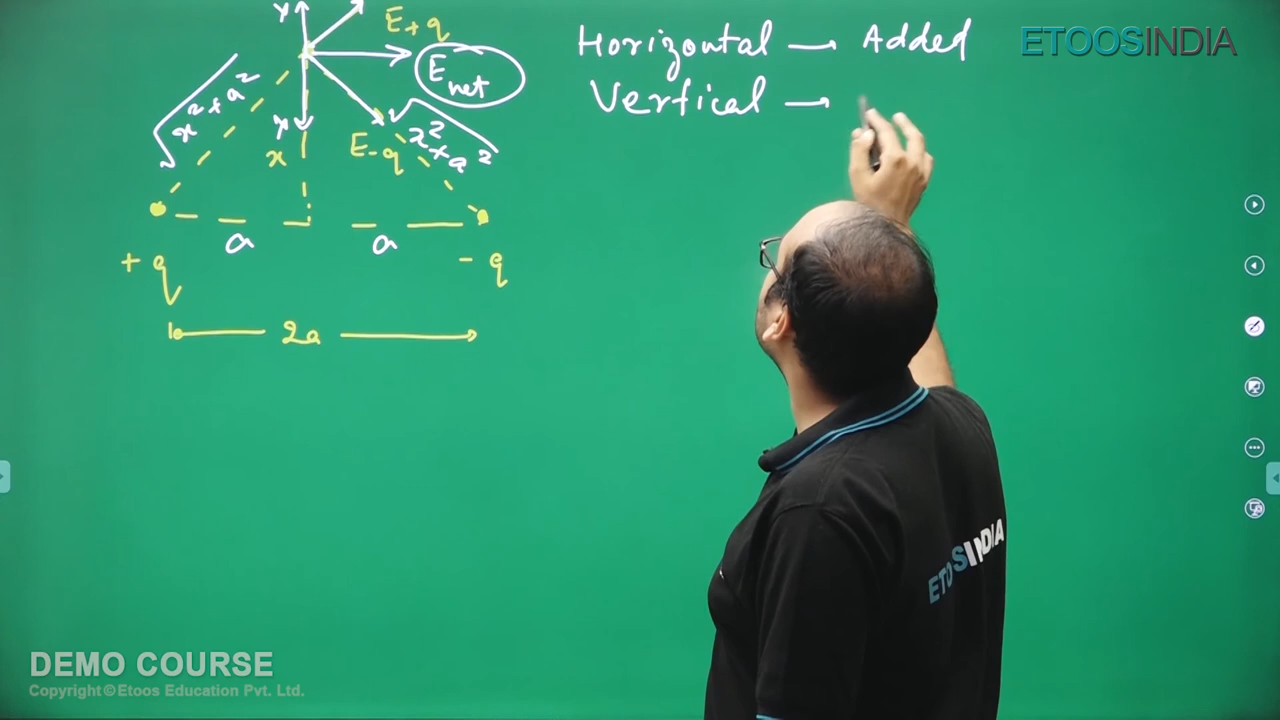 y
E+q
E net
√x² + a²
y
x
E-q
√x² + a²
a
a
+ q
- q
2a
Horizontal → Added
Vertical →
ETOOSINDIA
ETOOSINDIA
DEMO COURSE
Copyright © Etoos Education Pvt. Ltd.